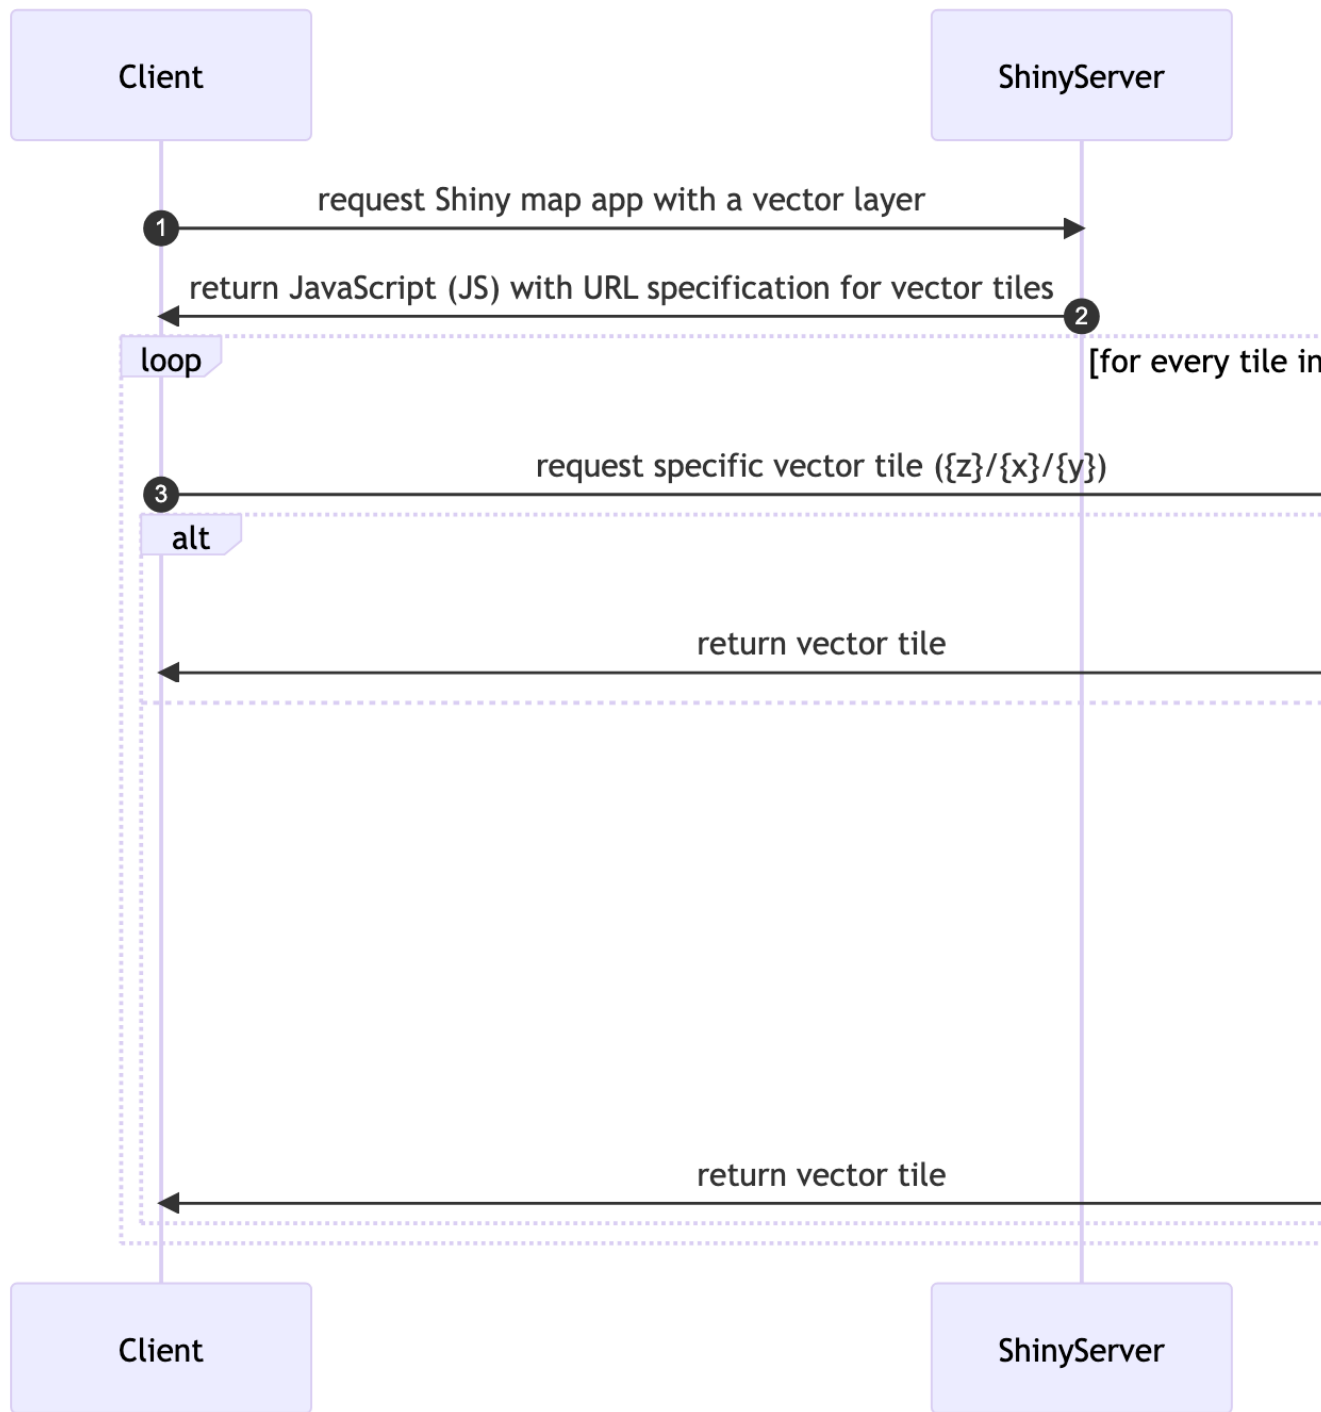 Client
ShinyServer
request Shiny map app with a vector layer
1
return JavaScript (JS) with URL specification for vector tiles
2
loop
[for every tile in
request specific vector tile ({z}/{x}/{y})
3
alt
return vector tile
return vector tile
Client
ShinyServer